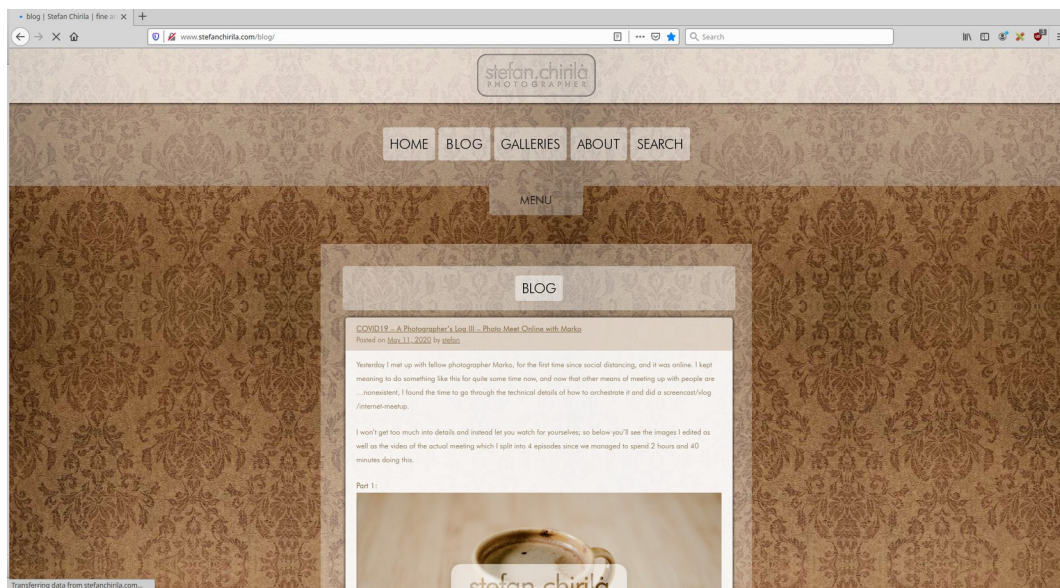 blog | Stefan Chirila | fine a
www.stefanchirila.com/blog/
Search
stefan.chirilă
PHOTOGRAPHER
HOME BLOG GALLERIES ABOUT SEARCH
MENU
BLOG
COVID19 – A Photographer's Log III – Photo Meet Online with Marko
Posted on May 11, 2020 by stefan
Yesterday I met up with fellow photographer Marko, for the first time since social distancing, and it was online. I kept
meaning to do something like this for quite some time now, and now that other means of meeting up with people are
…nonexistent, I found the time to go through the technical details of how to orchestrate it and did a screencast/vlog
/internet-meetup.
I won't get too much into details and instead let you watch for yourselves; so below you'll see the images I edited as
well as the video of the actual meeting which I split into 4 episodes since we managed to spend 2 hours and 40
minutes doing this.
Part 1:
stefan.chirilă
Transferring data from stefanchirila.com…